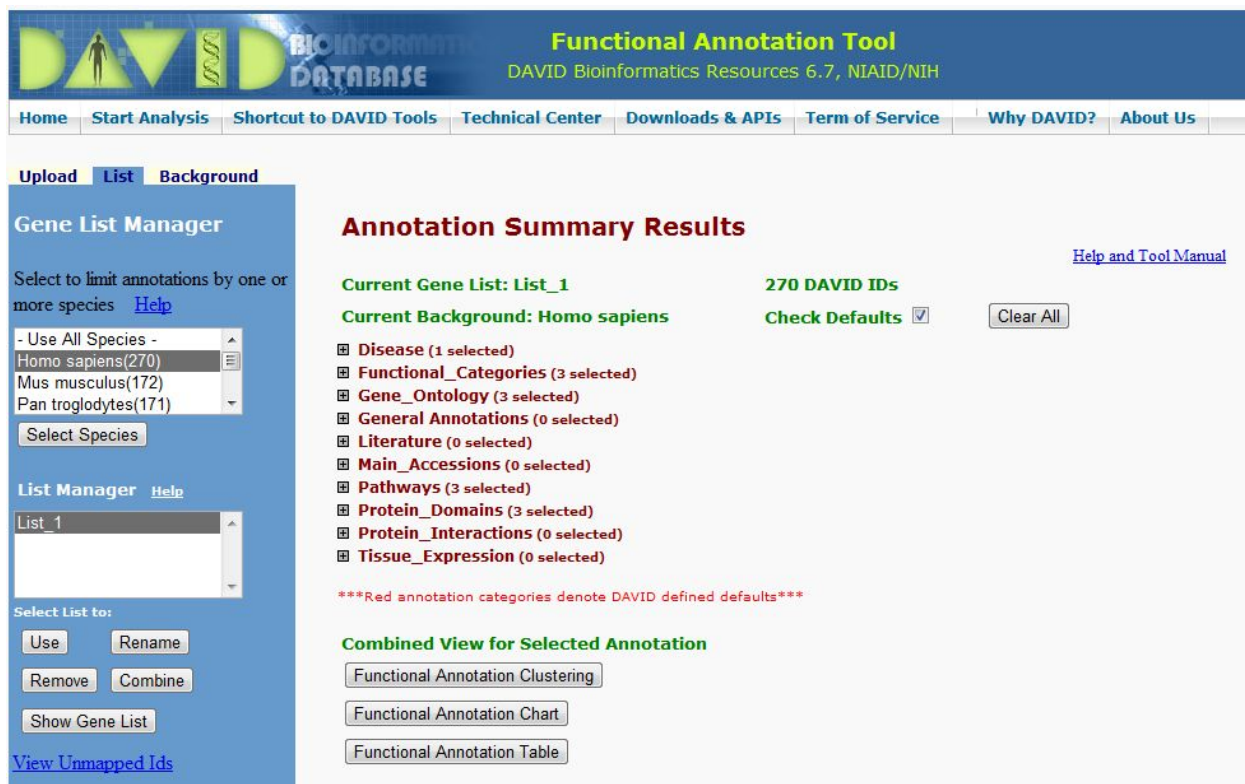 DAVID BIOINFORMATICS
DATABASE
Functional Annotation Tool
DAVID Bioinformatics Resources 6.7, NIAID/NIH
Home Start Analysis Shortcut to DAVID Tools Technical Center Downloads & APIs Term of Service Why DAVID? About Us
Upload List Background
Gene List Manager
Select to limit annotations by one or
more species Help
- Use All Species -
Homo sapiens(270)
Mus musculus(172)
Pan troglodytes(171)
Select Species
List Manager Help
List_1
Select List to:
Use Rename
Remove Combine
Show Gene List
View Unmapped Ids
Annotation Summary Results
Help and Tool Manual
Current Gene List: List_1 270 DAVID IDs
Current Background: Homo sapiens Check Defaults Clear All
Disease (1 selected)
Functional_Categories (3 selected)
Gene_Ontology (3 selected)
General Annotations (0 selected)
Literature (0 selected)
Main_Accessions (0 selected)
Pathways (3 selected)
Protein_Domains (3 selected)
Protein_Interactions (0 selected)
Tissue_Expression (0 selected)
***Red annotation categories denote DAVID defined defaults***
Combined View for Selected Annotation
Functional Annotation Clustering
Functional Annotation Chart
Functional Annotation Table